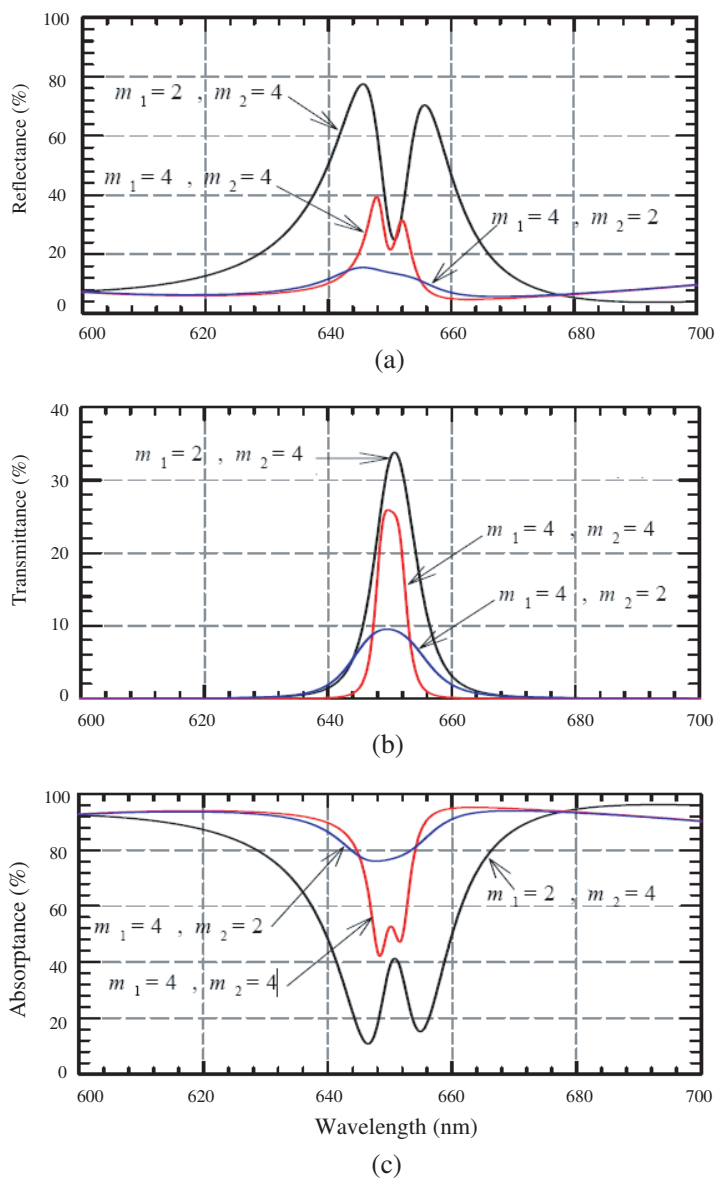 Reflectance (%)
100
80
60
40
20
0
m 1 = 2 , m 2 = 4
m 1 = 4 , m 2 = 4
m 1 = 4 , m 2 = 2
600 620 640 660 680 700
(a)
Transmittance (%)
40
30
20
10
0
m 1 = 2 , m 2 = 4
m 1 = 4 , m 2 = 4
m 1 = 4 , m 2 = 2
600 620 640 660 680 700
(b)
Absorptance (%)
100
80
60
40
20
0
m 1 = 2 , m 2 = 4
m 1 = 4 , m 2 = 2
m 1 = 4 , m 2 = 4
600 620 640 660 680 700
Wavelength (nm)
(c)